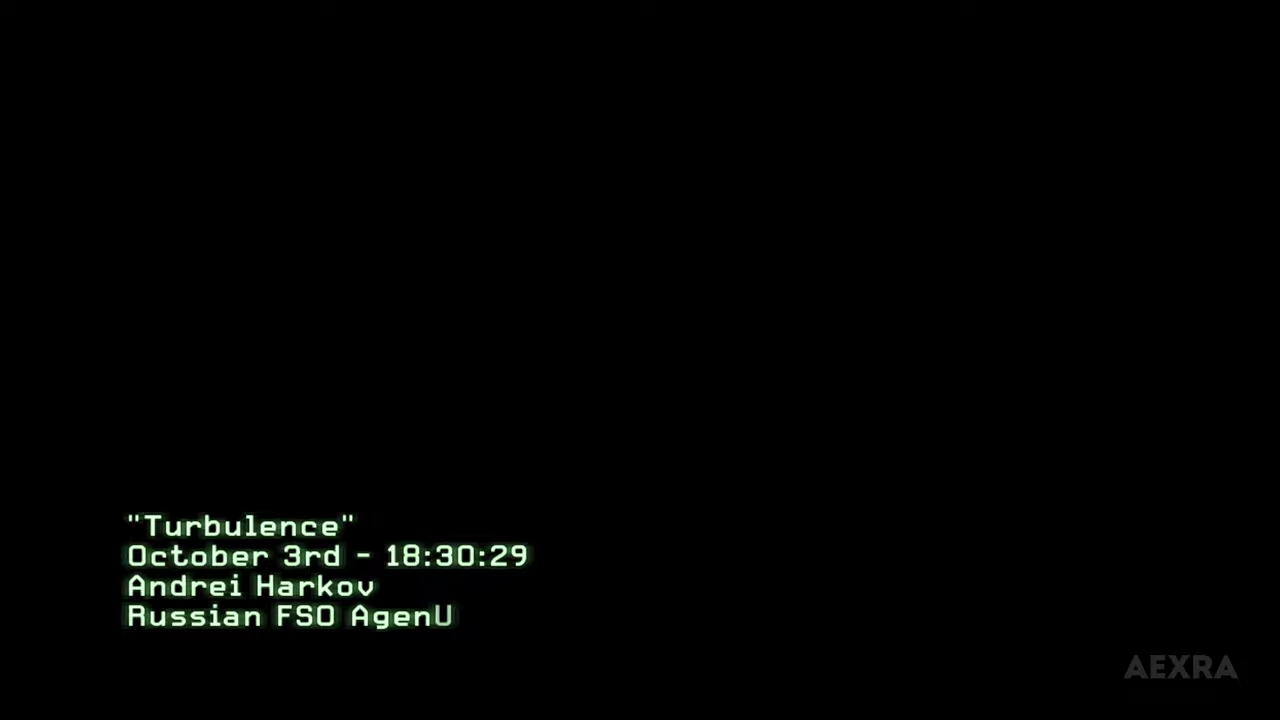 "Turbulence"
October 3rd - 18:30:29
Andrei Harkov
Russian FSO AgenU
AEXRA